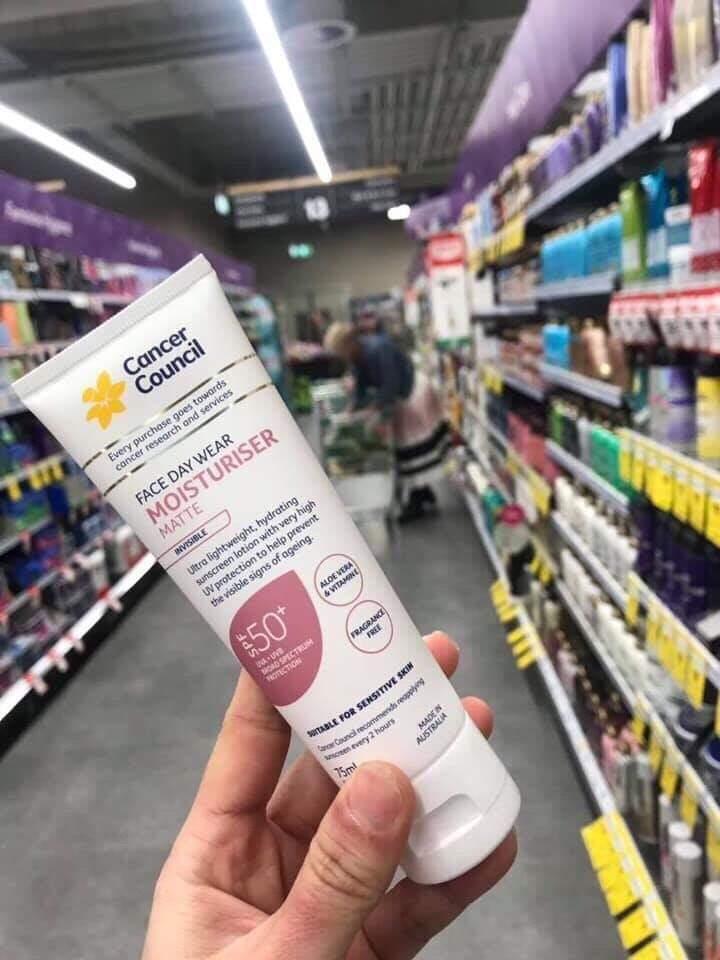 Cancer
Council
Every purchase goes towards
cancer research and services
FACE DAY WEAR
MOISTURISER
MATTE
INVISIBLE
Ultra lightweight, hydrating
sunscreen lotion with very high
UV protection to help prevent
the visible signs of ageing.
SPF
50+
UVA - UVB
BROAD SPECTRUM
PROTECTION
ALOE VERA
& VITAMIN E
FRAGRANCE
FREE
SUITABLE FOR SENSITIVE SKIN
Cancer Council recommends reapplying
sunscreen every 2 hours
75ml
MADE IN
AUSTRALIA
13